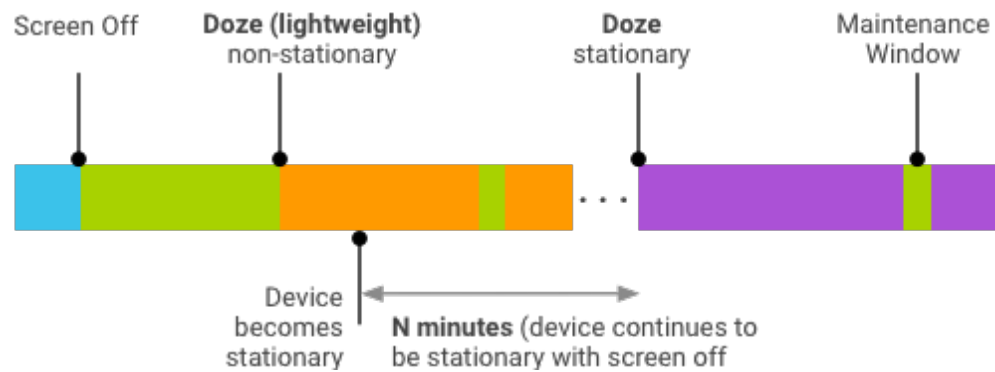 Screen Off
Doze (lightweight)
non-stationary
Doze
stationary
Maintenance
Window
Device
becomes
stationary
N minutes (device continues to
be stationary with screen off